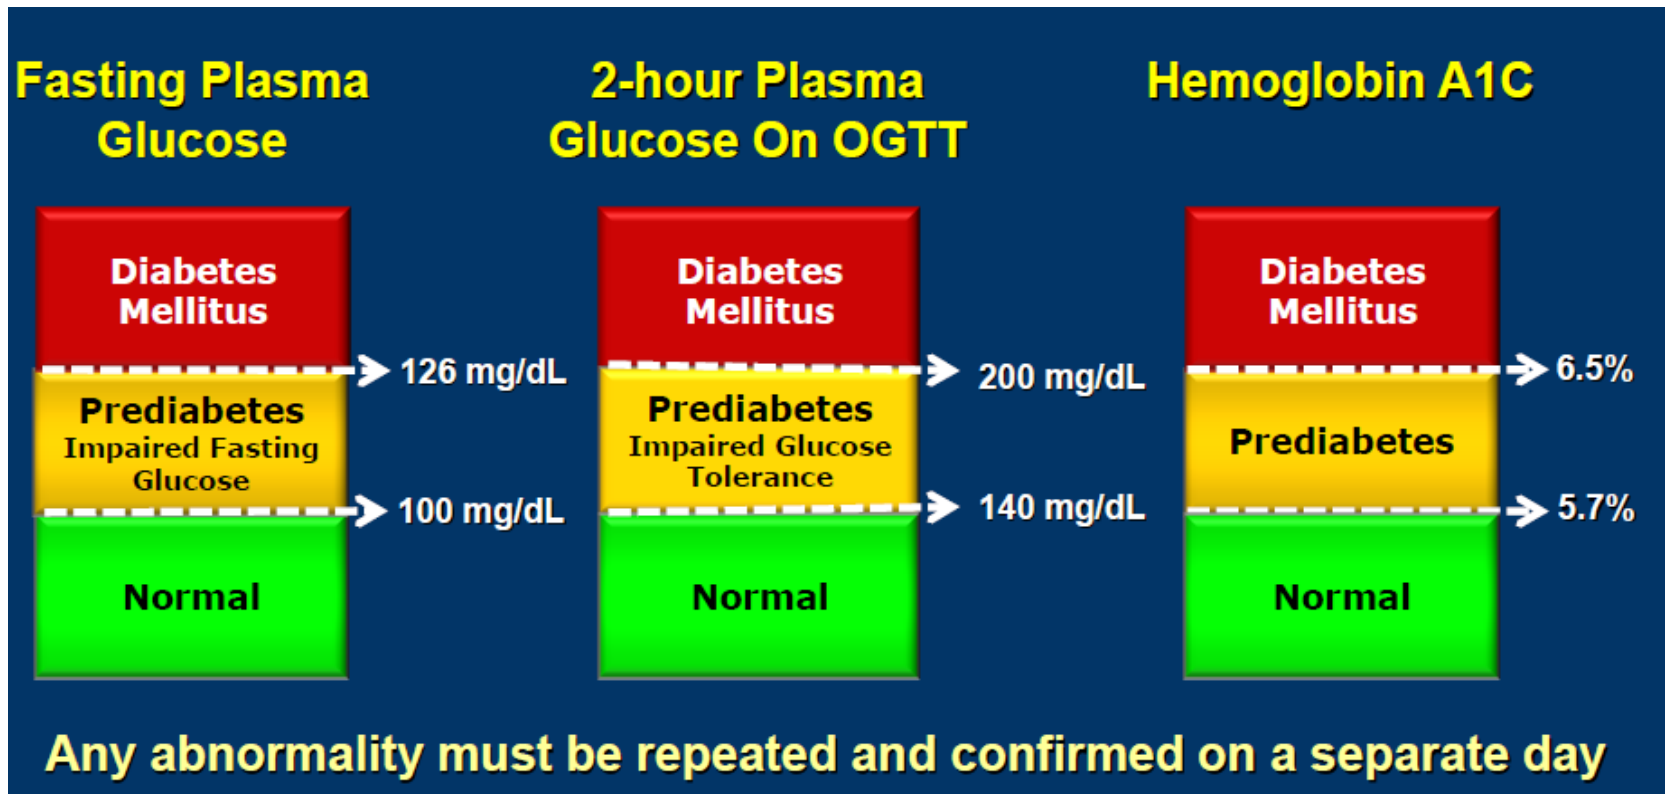 Fasting Plasma
Glucose
Diabetes
Mellitus
126 mg/dL
Prediabetes
Impaired Fasting
Glucose
100 mg/dL
Normal
2-hour Plasma
Glucose On OGTT
Diabetes
Mellitus
200 mg/dL
Prediabetes
Impaired Glucose
Tolerance
140 mg/dL
Normal
Hemoglobin A1C
Diabetes
Mellitus
6.5%
Prediabetes
5.7%
Normal
Any abnormality must be repeated and confirmed on a separate day